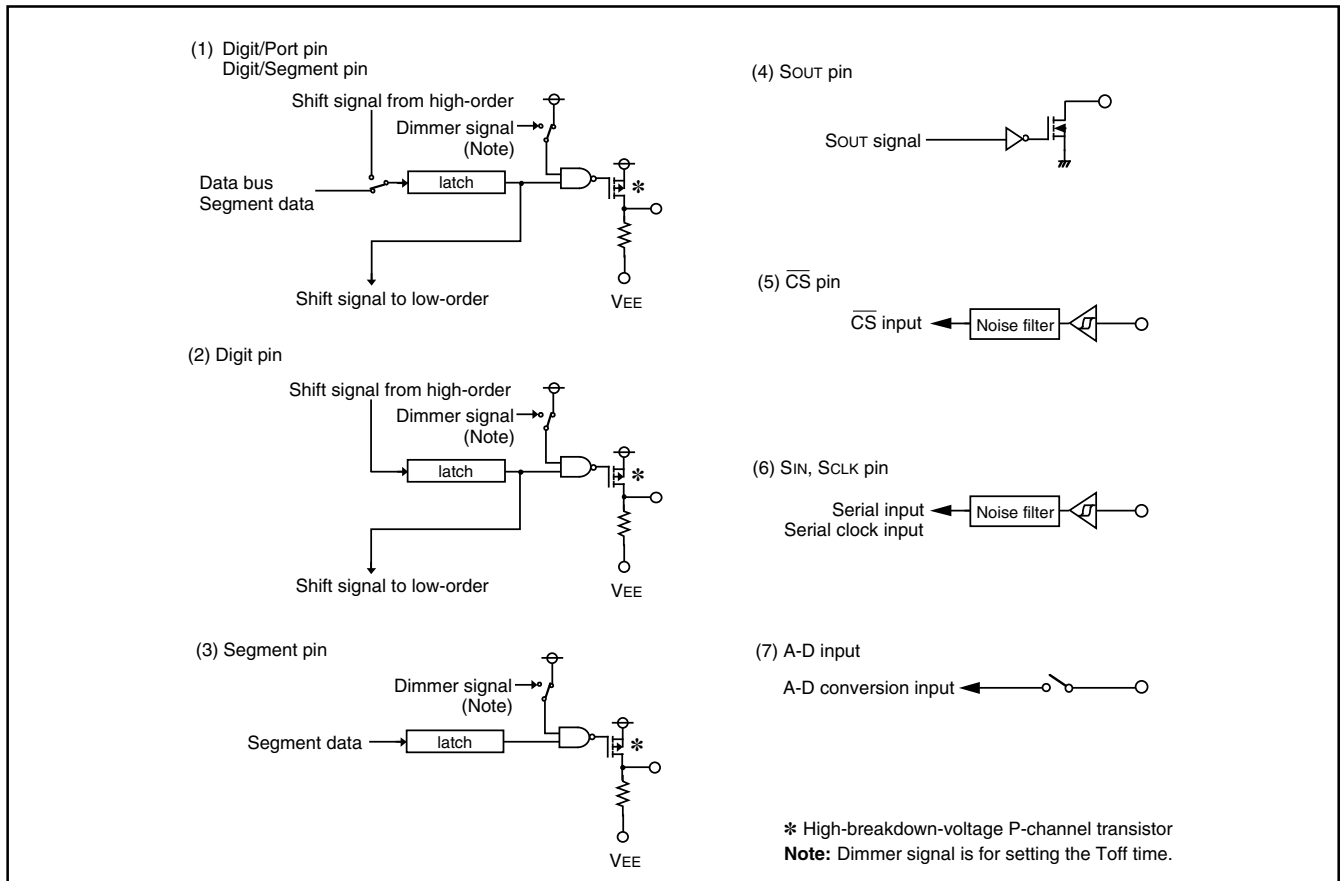 (1) Digit/Port pin
Digit/Segment pin
Shift signal from high-order
Dimmer signal
(Note)
Data bus
Segment data
latch
*
Shift signal to low-order
VEE
(2) Digit pin
Shift signal from high-order
Dimmer signal
(Note)
latch
*
Shift signal to low-order
VEE
(3) Segment pin
Dimmer signal
(Note)
Segment data
latch
*
VEE
(4) SOUT pin
SOUT signal
(5) C̅S̅ pin
C̅S̅ input
Noise filter
(6) SIN, SCLK pin
Serial input
Serial clock input
Noise filter
(7) A-D input
A-D conversion input
* High-breakdown-voltage P-channel transistor
Note: Dimmer signal is for setting the Toff time.